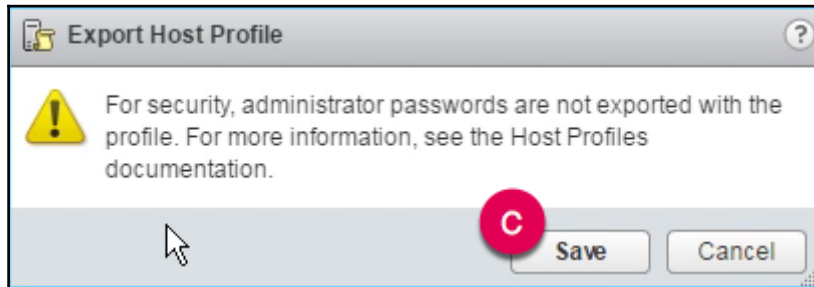 Export Host Profile
?
For security, administrator passwords are not exported with the
profile. For more information, see the Host Profiles
documentation.
C
Save
Cancel